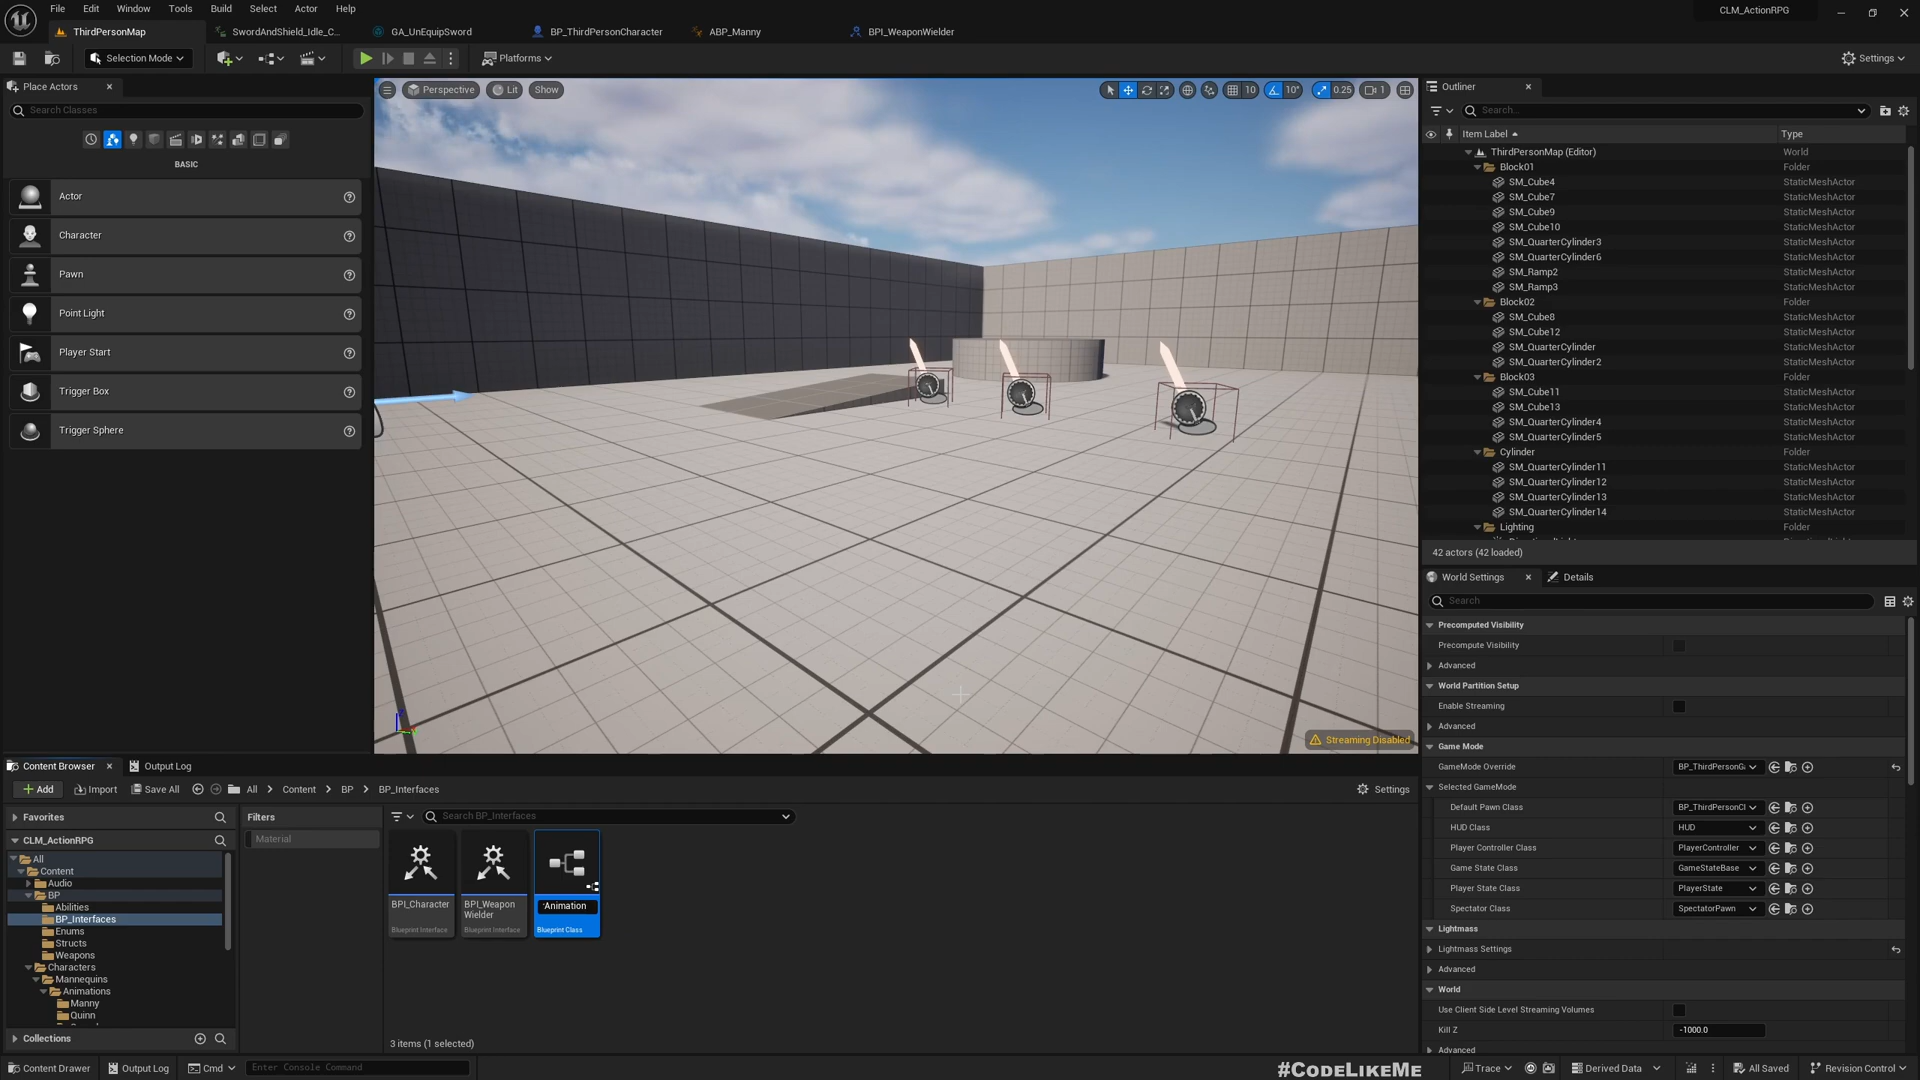 File Edit Window Tools Build Select Actor Help
CLM_ActionRPG
ThirdPersonMap
SwordAndShield_Idle_C...
GA_UnEquipSword
BP_ThirdPersonCharacter
ABP_Manny
BPI_WeaponWielder
Selection Mode
Platforms
Settings
Place Actors
Search Classes
BASIC
Actor
Character
Pawn
Point Light
Player Start
Trigger Box
Trigger Sphere
Perspective
Lit
Show
10
10°
0.25
1
Streaming Disabled
Outliner
Search...
Item Label
Type
ThirdPersonMap (Editor) World
Block01 Folder
SM_Cube4 StaticMeshActor
SM_Cube7 StaticMeshActor
SM_Cube9 StaticMeshActor
SM_Cube10 StaticMeshActor
SM_QuarterCylinder3 StaticMeshActor
SM_QuarterCylinder6 StaticMeshActor
SM_Ramp2 StaticMeshActor
SM_Ramp3 StaticMeshActor
Block02 Folder
SM_Cube8 StaticMeshActor
SM_Cube12 StaticMeshActor
SM_QuarterCylinder StaticMeshActor
SM_QuarterCylinder2 StaticMeshActor
Block03 Folder
SM_Cube11 StaticMeshActor
SM_Cube13 StaticMeshActor
SM_QuarterCylinder4 StaticMeshActor
SM_QuarterCylinder5 StaticMeshActor
Cylinder Folder
SM_QuarterCylinder11 StaticMeshActor
SM_QuarterCylinder12 StaticMeshActor
SM_QuarterCylinder13 StaticMeshActor
SM_QuarterCylinder14 StaticMeshActor
Lighting Folder
42 actors (42 loaded)
World Settings
Details
Search
Precomputed Visibility
Precompute Visibility
Advanced
World Partition Setup
Enable Streaming
Advanced
Game Mode
GameMode Override BP_ThirdPersonGa
Selected GameMode
Default Pawn Class BP_ThirdPersonCl
HUD Class HUD
Player Controller Class PlayerController
Game State Class GameStateBase
Player State Class PlayerState
Spectator Class SpectatorPawn
Lightmass
Lightmass Settings
Advanced
World
Use Client Side Level Streaming Volumes
Kill Z -1000.0
Advanced
Content Browser
Output Log
Add
Import
Save All
All
Content
BP
BP_Interfaces
Settings
Favorites
CLM_ActionRPG
All
Content
Audio
BP
Abilities
BP_Interfaces
Enums
Structs
Weapons
Characters
Mannequins
Animations
Manny
Quinn
Collections
Filters
Material
Search BP_Interfaces
BPI_Character
Blueprint Interface
BPI_Weapon
Wielder
Blueprint Interface
Animation
Blueprint Class
3 items (1 selected)
Content Drawer
Output Log
Cmd
Enter Console Command
#CodeLikeMe
Trace
Derived Data
All Saved
Revision Control